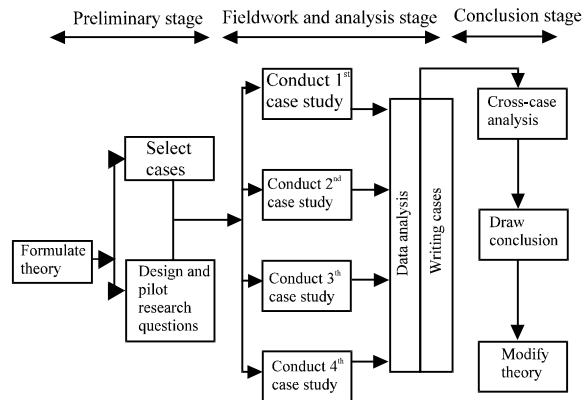 Preliminary stage
Fieldwork and analysis stage
Conclusion stage
Formulate
theory
Select
cases
Design and
pilot
research
questions
Conduct 1st
case study
Conduct 2nd
case study
Conduct 3th
case study
Conduct 4th
case study
Data analysis
Writing cases
Cross-case
analysis
Draw
conclusion
Modify
theory